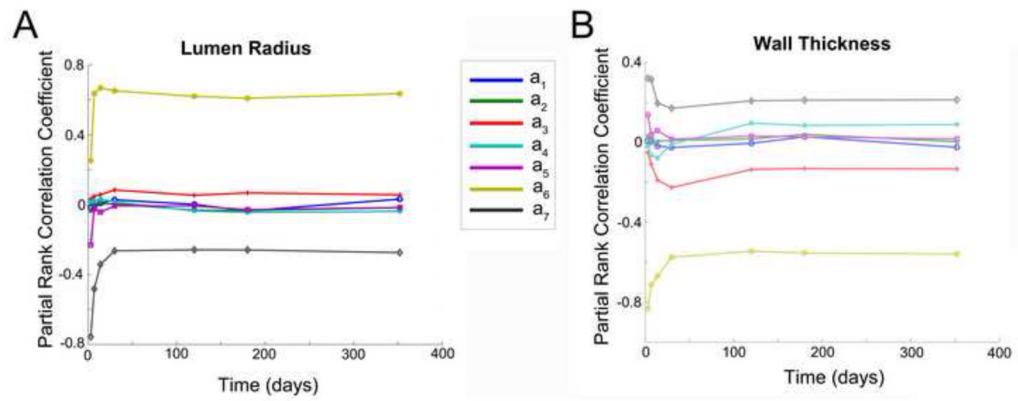 A
Lumen Radius
Partial Rank Correlation Coefficient
0.8
0.4
0
-0.4
-0.8
0
120
200
300
400
Time (days)
a1
a2
a3
a4
a5
a6
a7
B
Wall Thickness
Partial Rank Correlation Coefficient
0.4
0
-0.4
-0.8
0
100
200
300
400
Time (days)